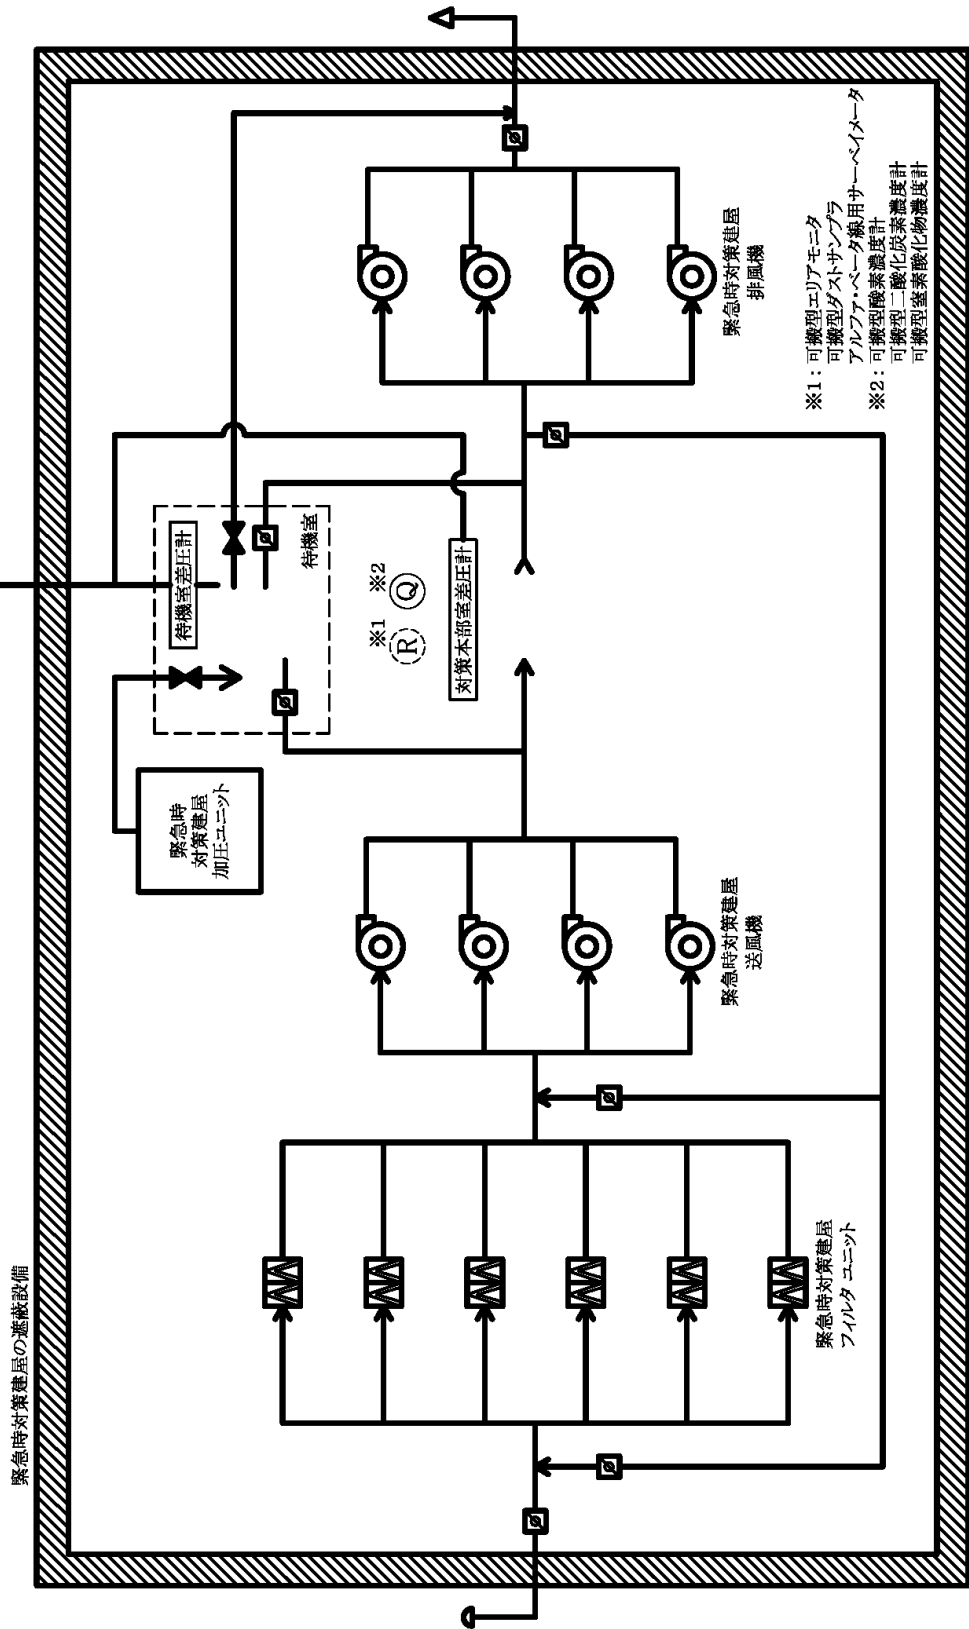 緊急時対策建屋の遮蔽設備
緊急時対策建屋
フィルタ ユニット
緊急時対策建屋
送風機
緊急時
対策建屋
加圧ユニット
待機室差圧計
待機室
※1
※2
R
Q
対策本部室差圧計
緊急時対策建屋
排風機
※1：可搬型エリアモニタ
可搬型ダストサンプラ
アルファ・ベータ線用サーベイメータ
※2：可搬型酸素濃度計
可搬型二酸化炭素濃度計
可搬型窒素酸化物濃度計